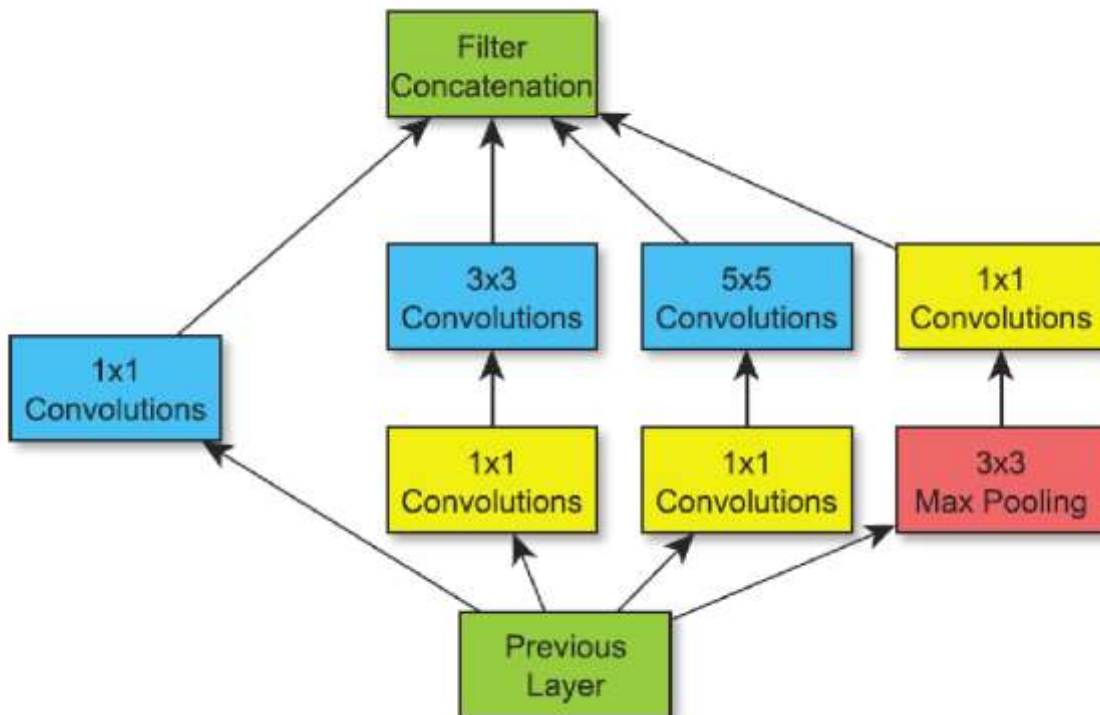 Filter
Concatenation
3x3
Convolutions
5x5
Convolutions
1x1
Convolutions
1x1
Convolutions
1x1
Convolutions
1x1
Convolutions
3x3
Max Pooling
Previous
Layer